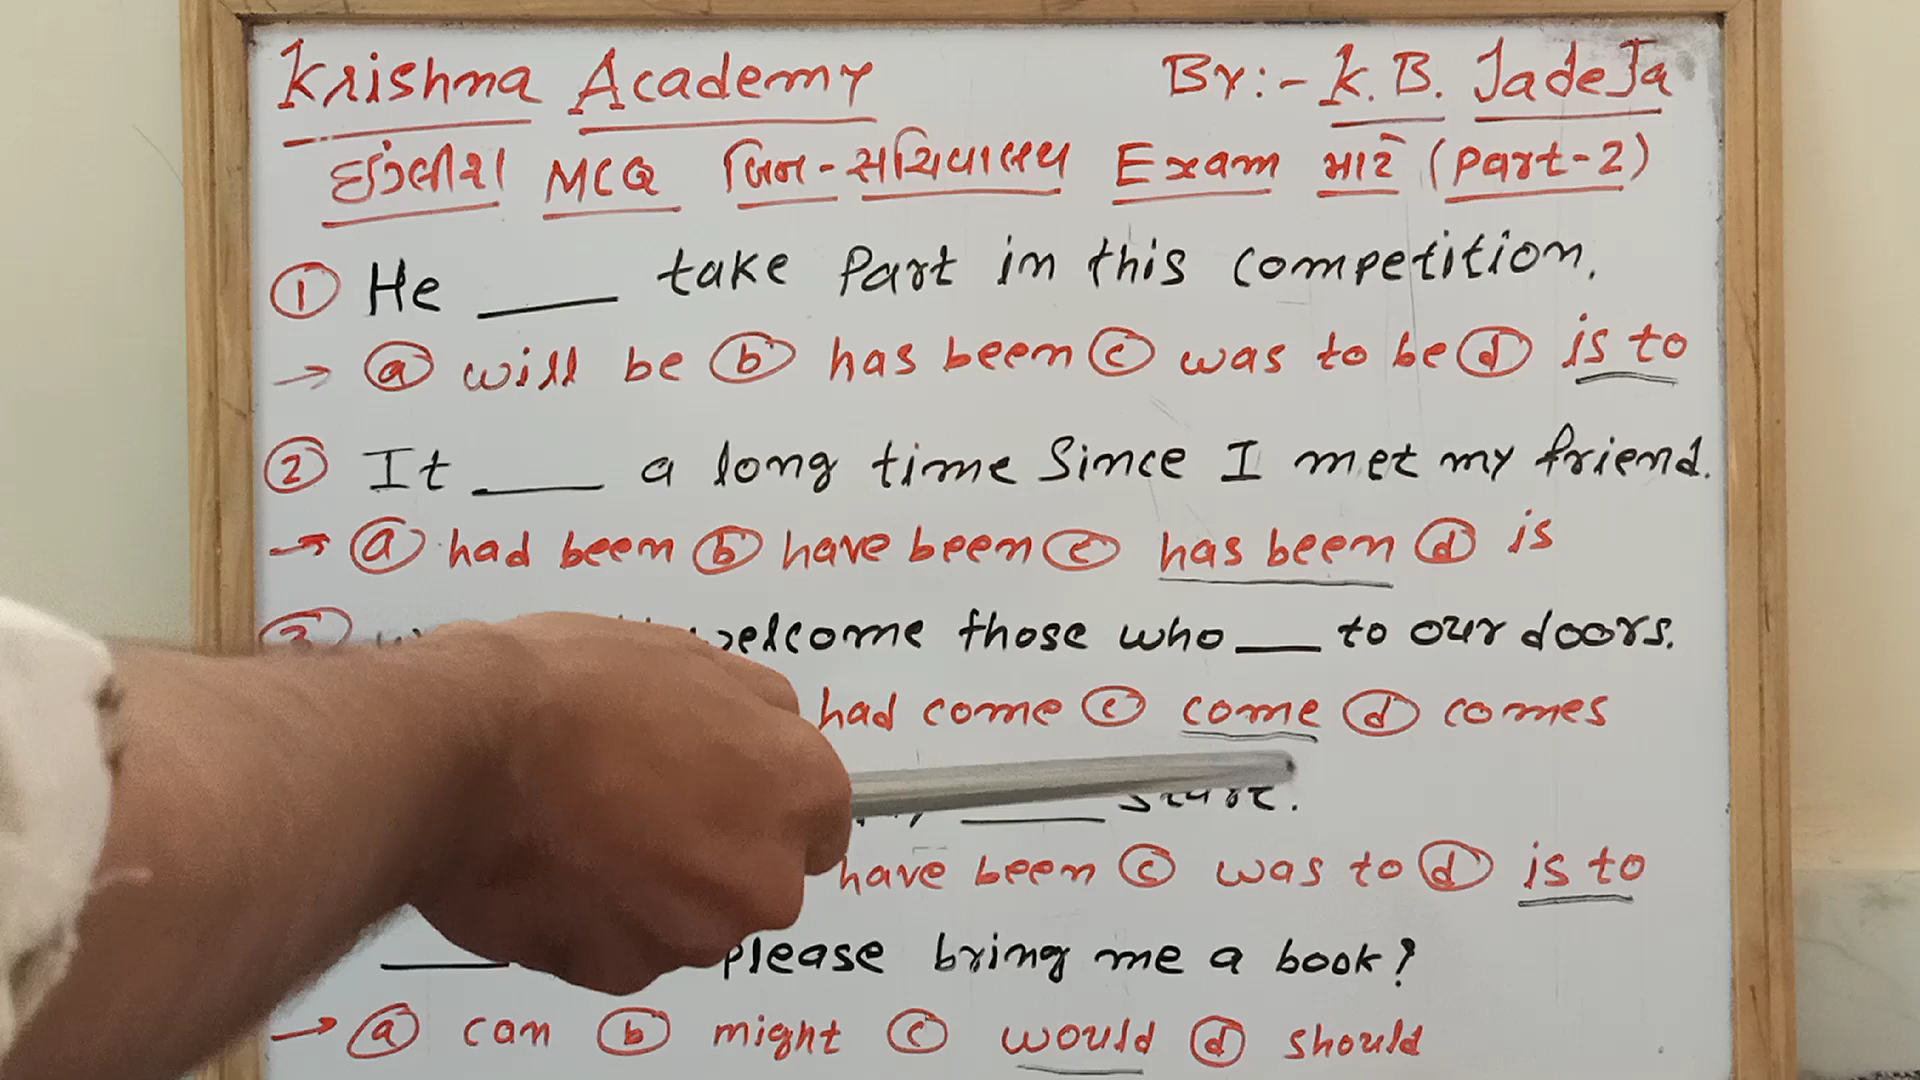 Krishna Academy By:- K. B. JadeJa
ઈંગ્લીશ MCQ બિન-સચિવાલય Exam માટે (Part-2)
① He ____ take Part in this competition.
→ ⓐ will be ⓑ has been ⓒ was to be ⓓ is to
② It ____ a long time Since I met my friend.
→ ⓐ had been ⓑ have been ⓒ has been ⓓ is
③ welcome those who ____ to our doors.
had come ⓒ come ⓓ comes
____ start.
have been ⓒ was to ⓓ is to
____ please bring me a book?
→ ⓐ can ⓑ might ⓒ would ⓓ should